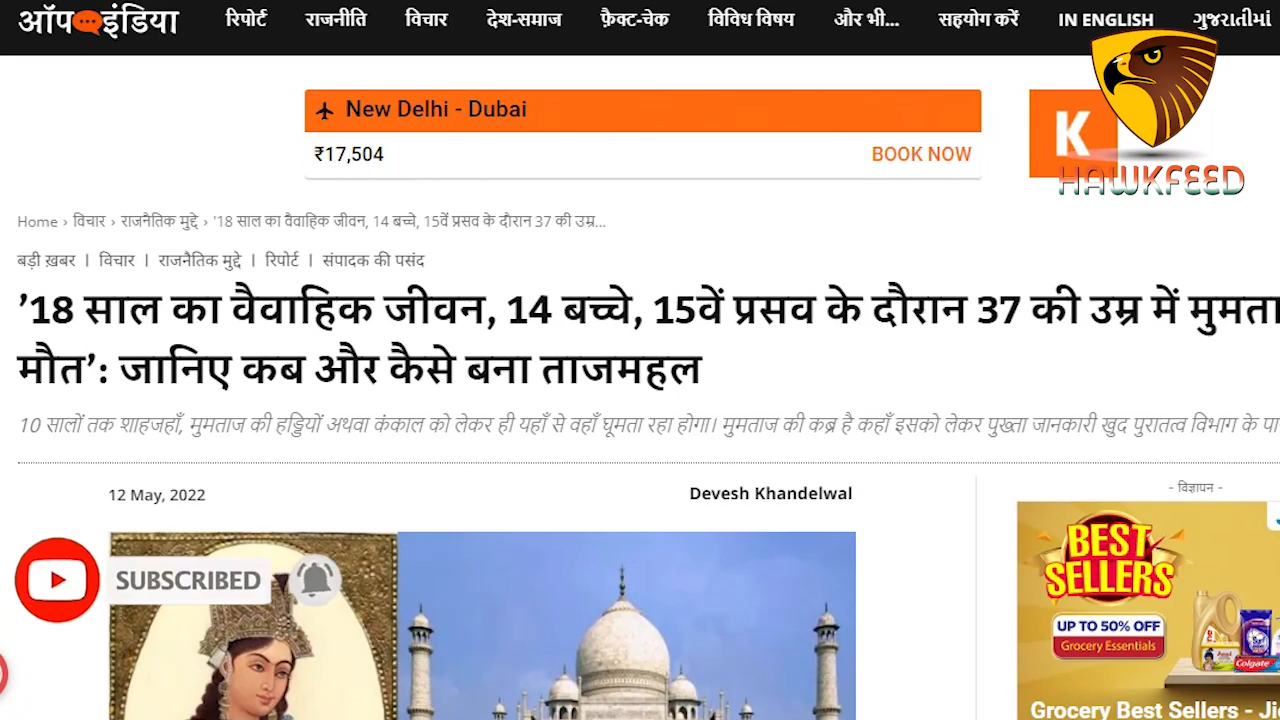 ऑपइंडिया रिपोर्ट राजनीति विचार देश-समाज फ़ैक्ट-चेक विविध विषय और भी... सहयोग करें IN ENGLISH ગુજરાતીમાં
New Delhi - Dubai
₹17,504 BOOK NOW
K
HAWKFEED
Home › विचार › राजनैतिक मुद्दे › '18 साल का वैवाहिक जीवन, 14 बच्चे, 15वें प्रसव के दौरान 37 की उम्र...
बड़ी ख़बर | विचार | राजनैतिक मुद्दे | रिपोर्ट | संपादक की पसंद
’18 साल का वैवाहिक जीवन, 14 बच्चे, 15वें प्रसव के दौरान 37 की उम्र में मुमता
मौत’: जानिए कब और कैसे बना ताजमहल
10 सालों तक शाहजहाँ, मुमताज की हड्डियों अथवा कंकाल को लेकर ही यहाँ से वहाँ घूमता रहा होगा। मुमताज की कब्र है कहाँ इसको लेकर पुख्ता जानकारी खुद पुरातत्व विभाग के पा
12 May, 2022 Devesh Khandelwal
- विज्ञापन -
SUBSCRIBED
BEST
SELLERS
UP TO 50% OFF
Grocery Essentials
Colgate
Grocery Best Sellers - Ji